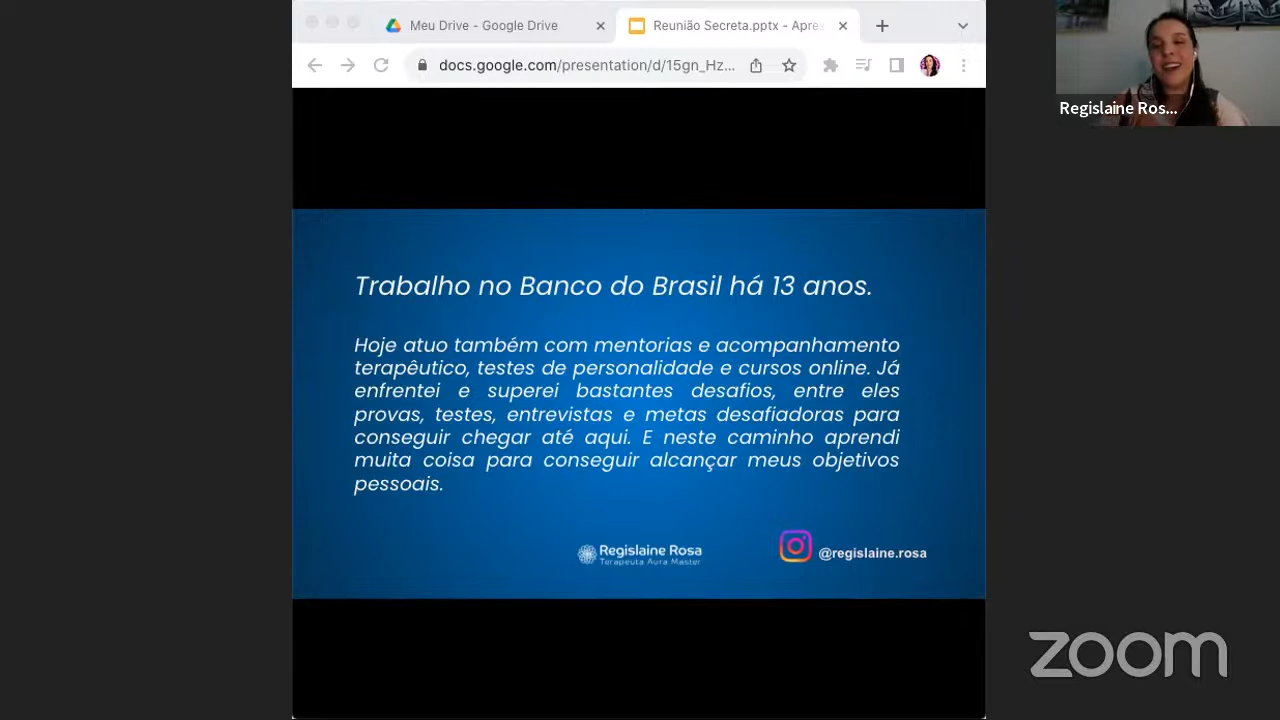 Meu Drive - Google Drive
Reunião Secreta.pptx - Apres
docs.google.com/presentation/d/15gn_Hz...
Regislaine Ros...
Trabalho no Banco do Brasil há 13 anos.
Hoje atuo também com mentorias e acompanhamento
terapêutico, testes de personalidade e cursos online. Já
enfrentei e superei bastantes desafios, entre eles
provas, testes, entrevistas e metas desafiadoras para
conseguir chegar até aqui. E neste caminho aprendi
muita coisa para conseguir alcançar meus objetivos
pessoais.
Regislaine Rosa
Terapeuta Aura Master
@regislaine.rosa
zoom